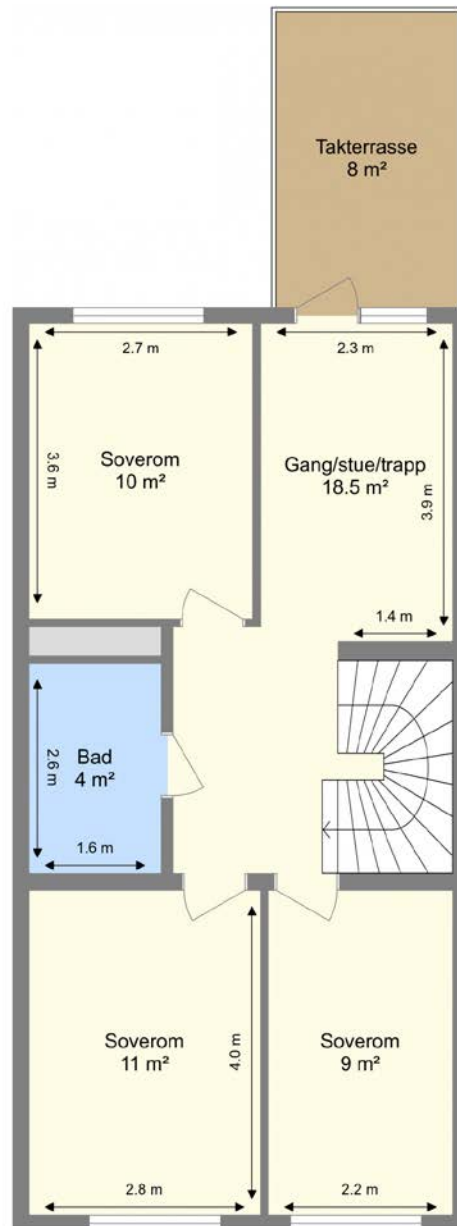 Takterrasse
8 m²
2.7 m
2.3 m
3.6 m
Soverom
10 m²
Gang/stue/trapp
18.5 m²
3.9 m
1.4 m
2.6 m
Bad
4 m²
1.6 m
Soverom
11 m²
4.0 m
Soverom
9 m²
2.8 m
2.2 m